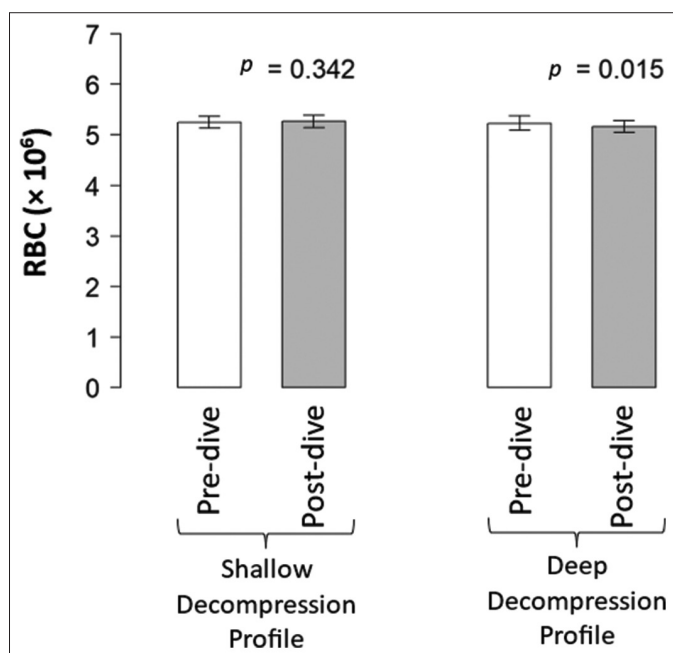 7
6
5
4
3
2
1
0
RBC (× 10⁶)
p = 0.342
p = 0.015
Pre-dive
Post-dive
Pre-dive
Post-dive
Shallow
Decompression
Profile
Deep
Decompression
Profile